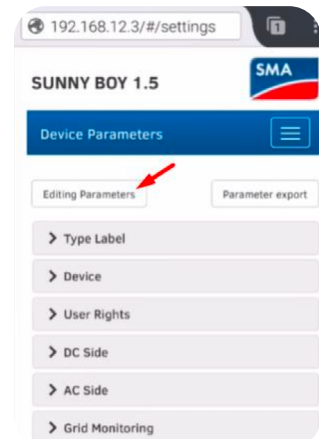 192.168.12.3/#/settings
1
SUNNY BOY 1.5
SMA
Device Parameters
Editing Parameters
Parameter export
Type Label
Device
User Rights
DC Side
AC Side
Grid Monitoring